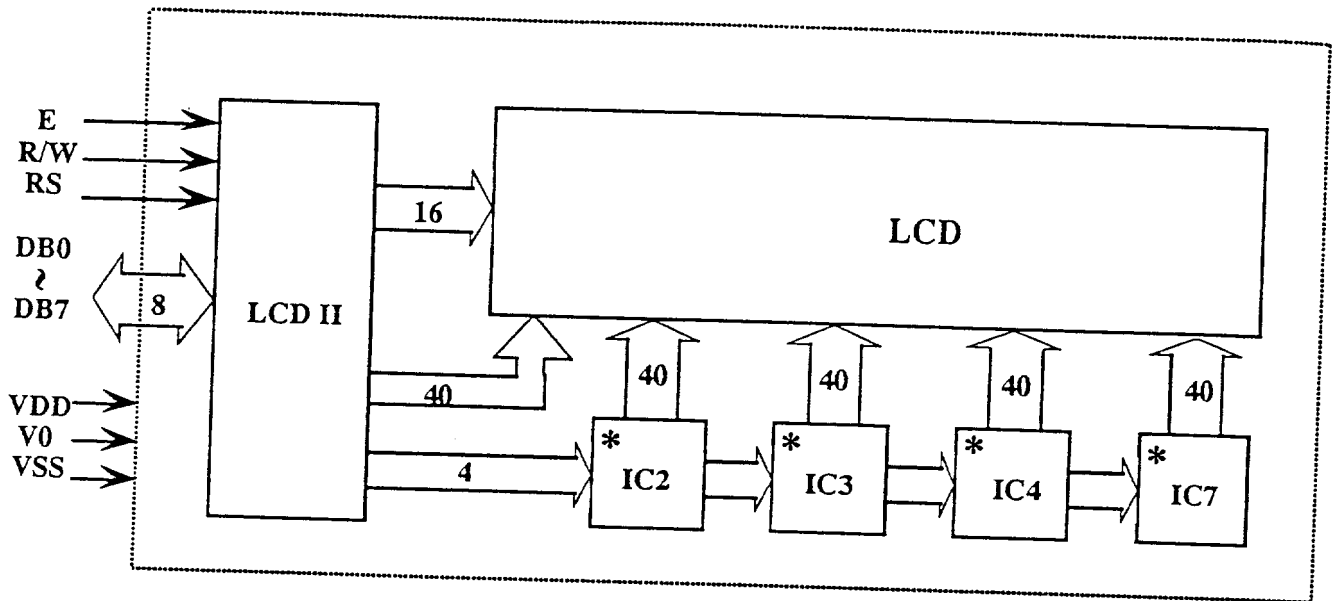 E
R/W
RS
DB0
~
DB7
8
VDD
V0
VSS
LCD II
16
40
4
LCD
40
40
40
40
* IC2
* IC3
* IC4
* IC7